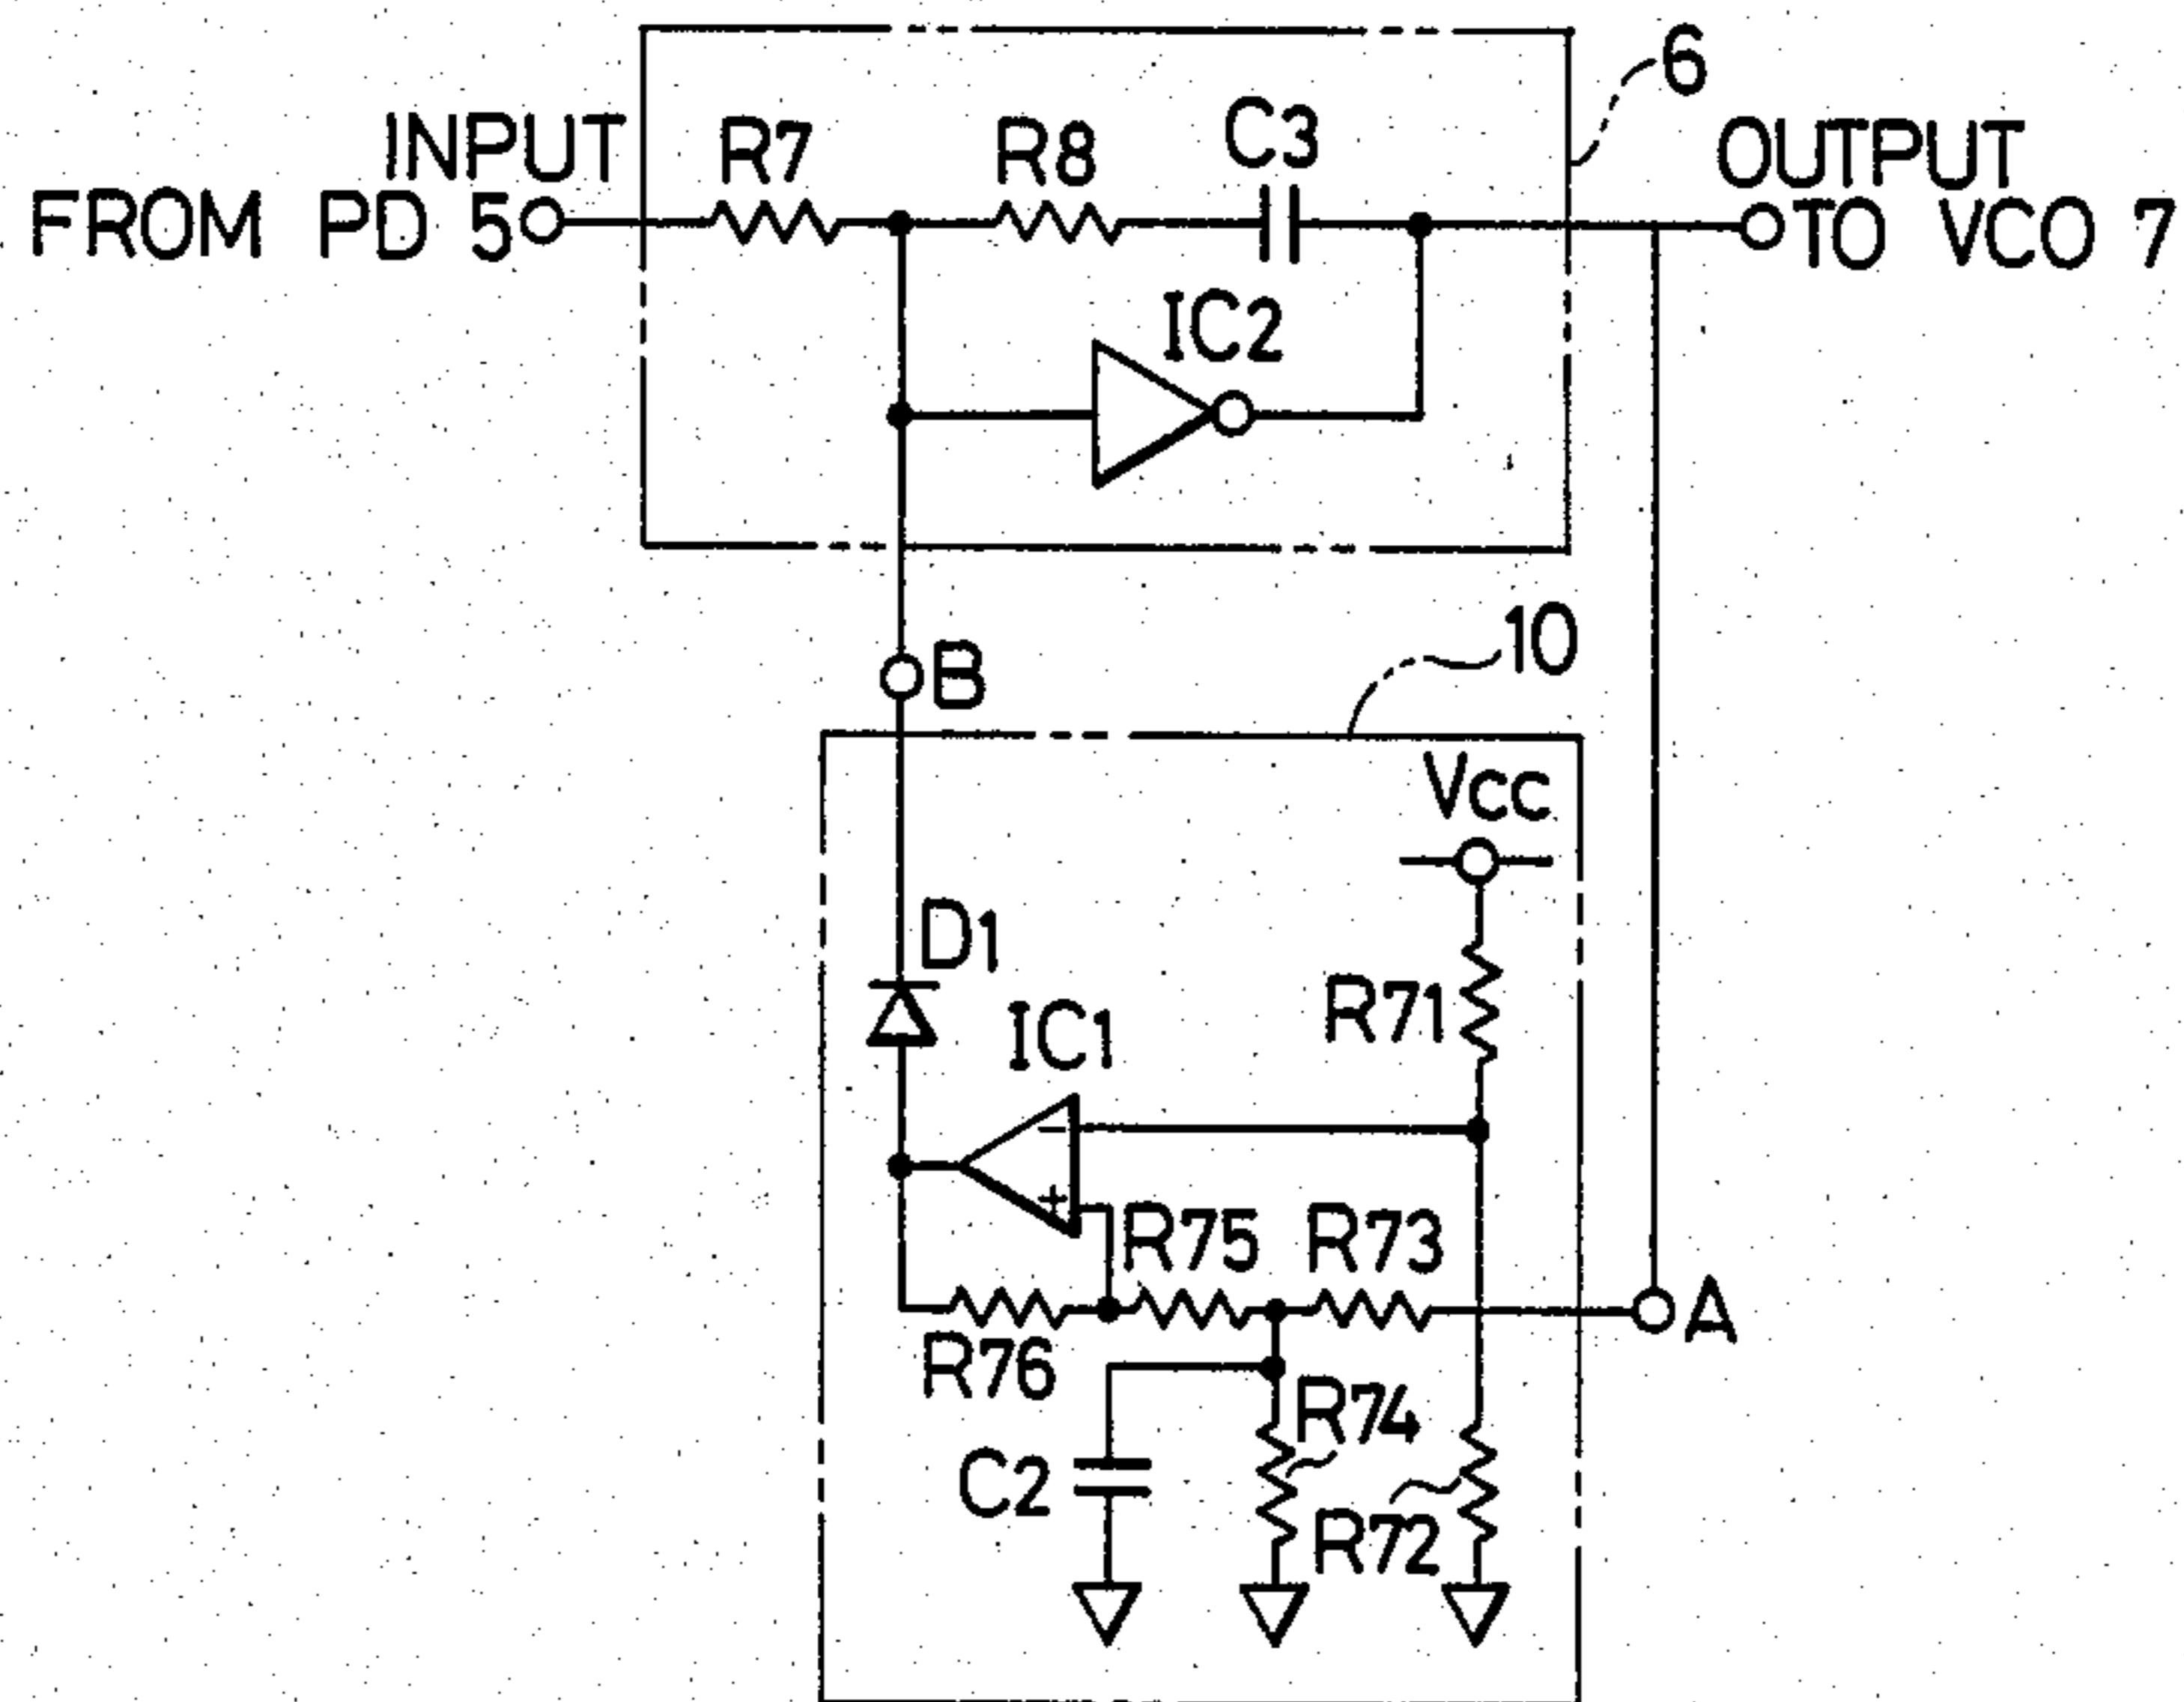 6
INPUT
FROM PD 5
R7
R8
C3
OUTPUT
TO VCO 7
IC2
B
10
Vcc
D1
IC1
R71
−
+
R75
R73
A
R76
R74
C2
R72